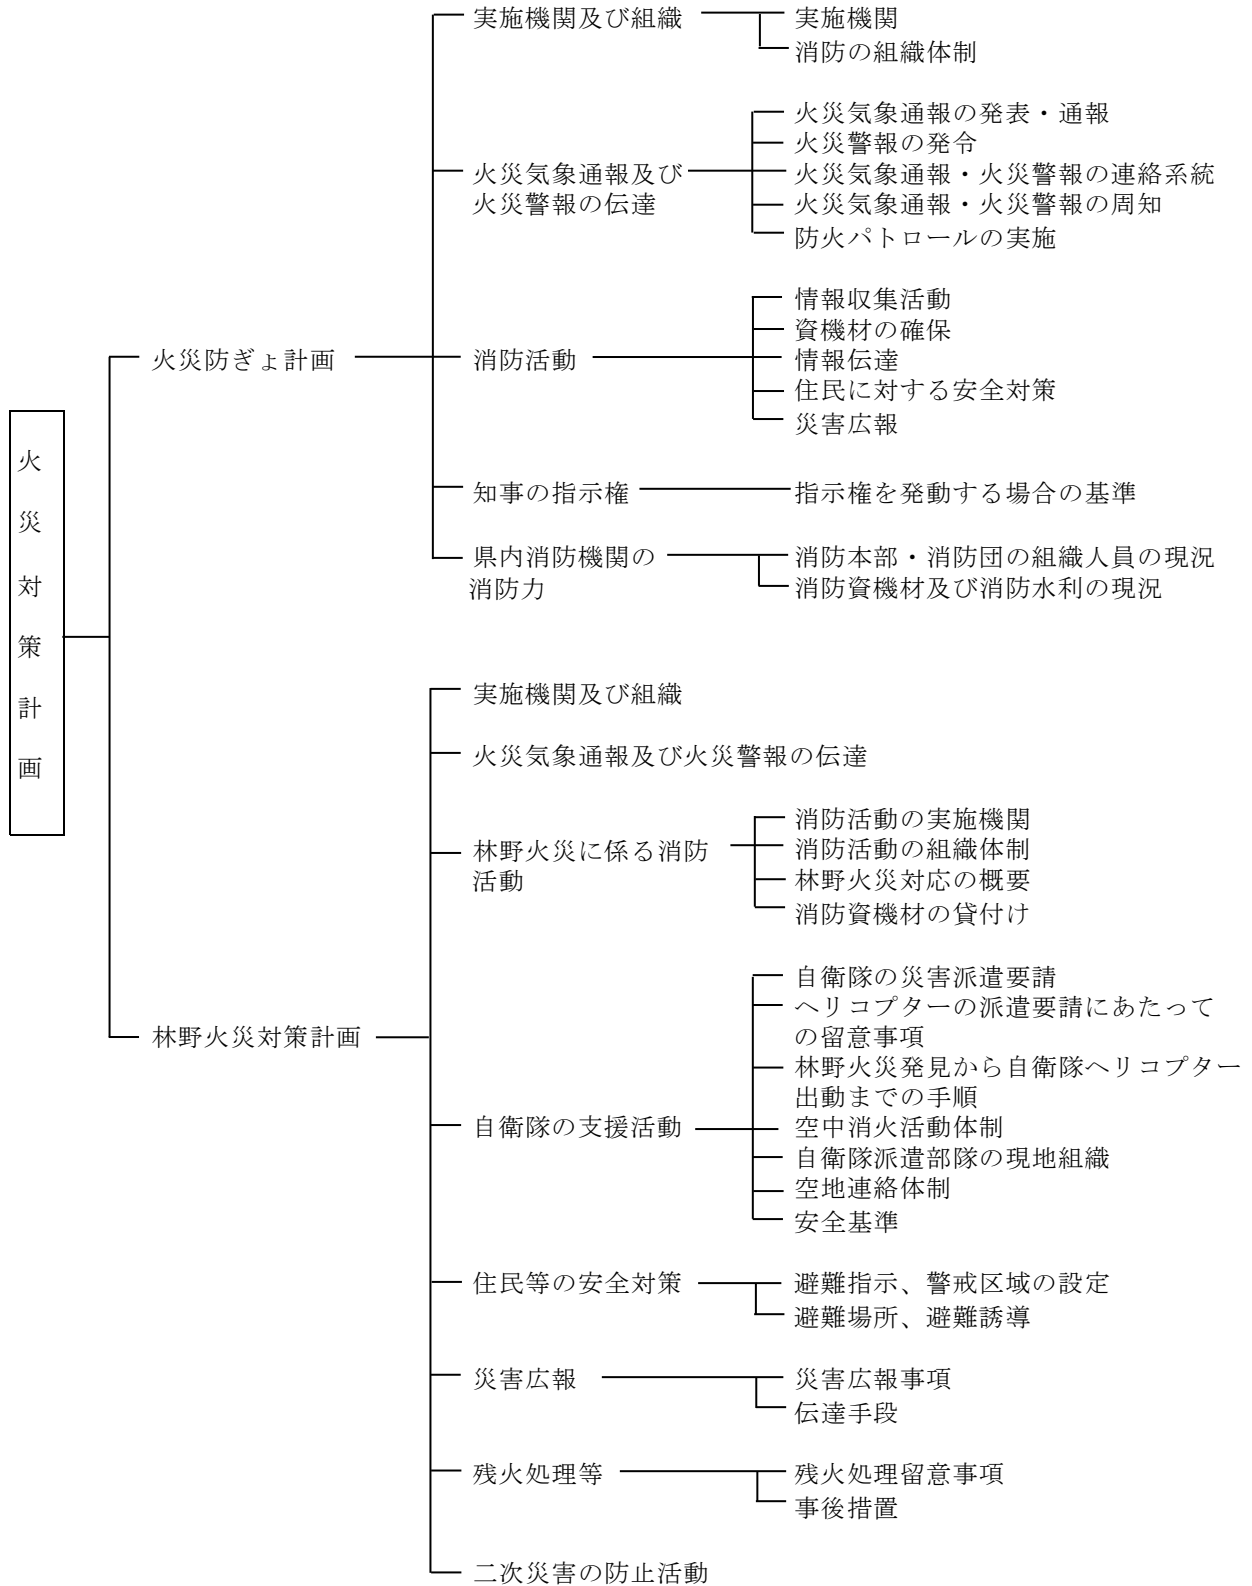 火災対策計画
火災防ぎょ計画
実施機関及び組織
実施機関
消防の組織体制
火災気象通報及び
火災警報の伝達
火災気象通報の発表・通報
火災警報の発令
火災気象通報・火災警報の連絡系統
火災気象通報・火災警報の周知
防火パトロールの実施
消防活動
情報収集活動
資機材の確保
情報伝達
住民に対する安全対策
災害広報
知事の指示権
指示権を発動する場合の基準
県内消防機関の
消防力
消防本部・消防団の組織人員の現況
消防資機材及び消防水利の現況
林野火災対策計画
実施機関及び組織
火災気象通報及び火災警報の伝達
林野火災に係る消防
活動
消防活動の実施機関
消防活動の組織体制
林野火災対応の概要
消防資機材の貸付け
自衛隊の支援活動
自衛隊の災害派遣要請
ヘリコプターの派遣要請にあたって
の留意事項
林野火災発見から自衛隊ヘリコプター
出動までの手順
空中消火活動体制
自衛隊派遣部隊の現地組織
空地連絡体制
安全基準
住民等の安全対策
避難指示、警戒区域の設定
避難場所、避難誘導
災害広報
災害広報事項
伝達手段
残火処理等
残火処理留意事項
事後措置
二次災害の防止活動